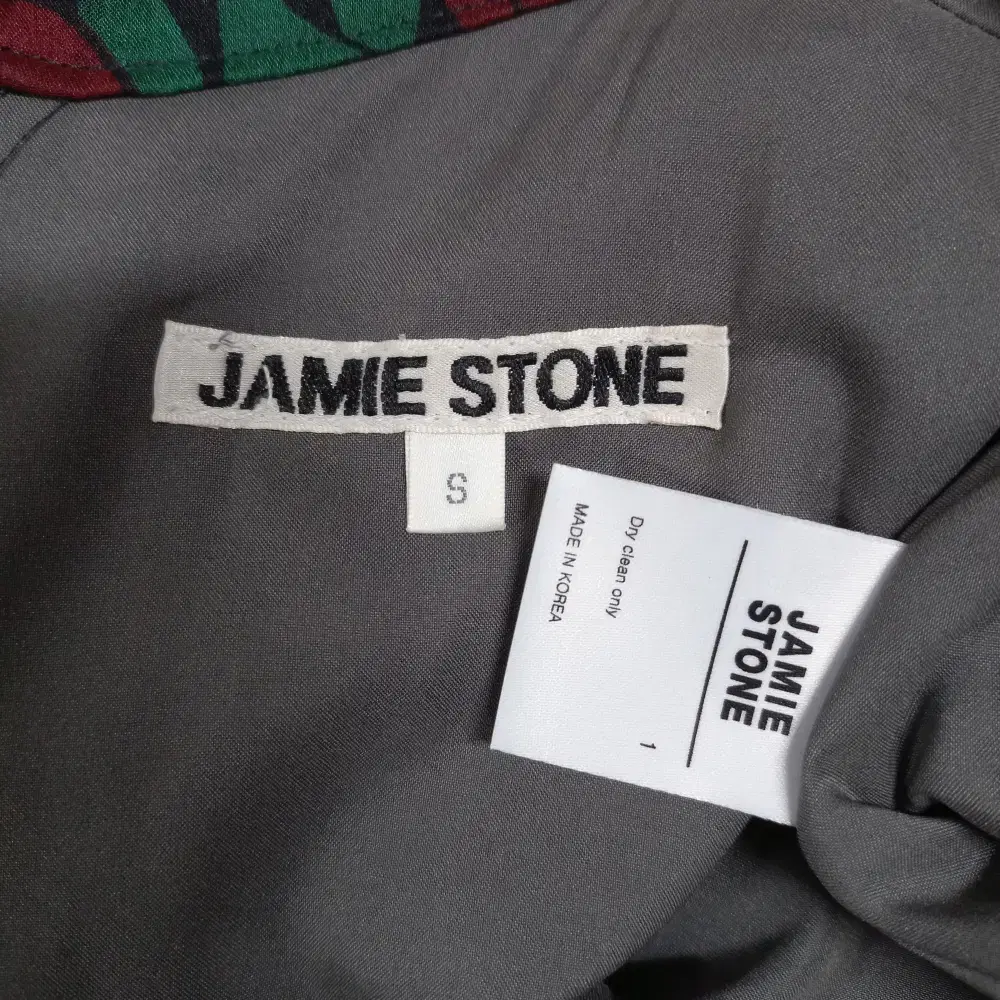 JAMIE STONE
S
JAMIE
STONE
1
Dry clean only
MADE IN KOREA